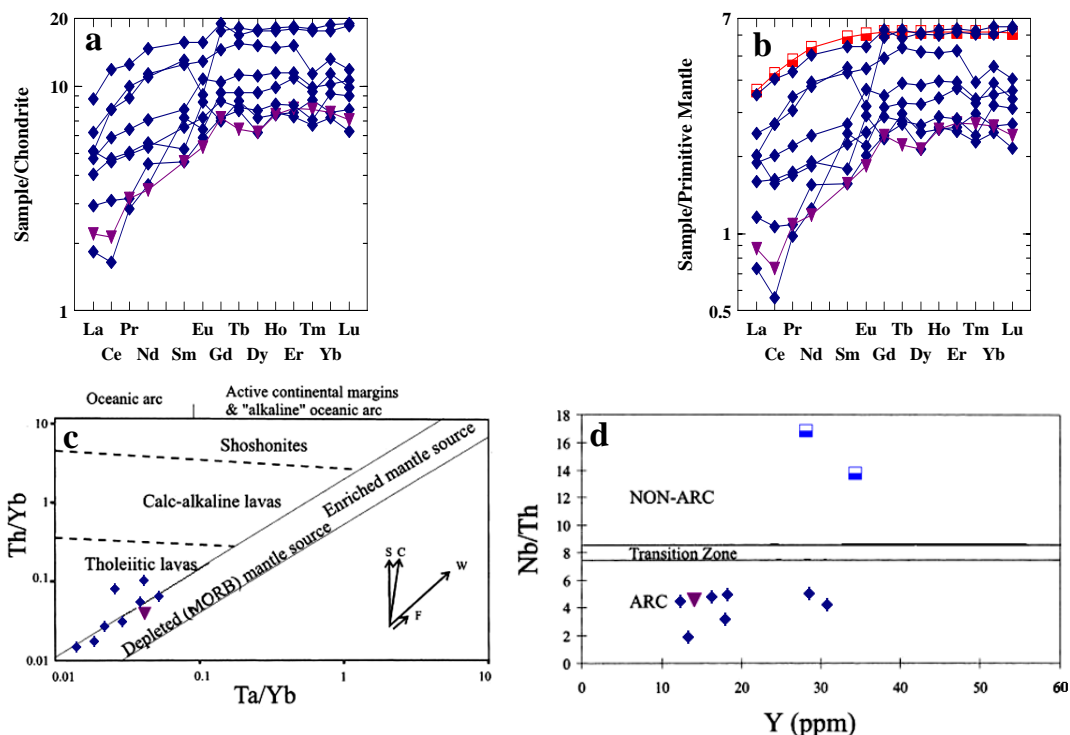 20
a
10
1
Sample/Chondrite
La Pr Eu Tb Ho Tm Lu
Ce Nd Sm Gd Dy Er Yb
7
b
1
0.5
Sample/Primitive Mantle
La Pr Eu Tb Ho Tm Lu
Ce Nd Sm Gd Dy Er Yb
Oceanic arc
Active continental margins
& "alkaline" oceanic arc
c
10
1
0.1
0.01
Th/Yb
Shoshonites
Calc-alkaline lavas
Tholeiitic lavas
Enriched mantle source
Depleted (MORB) mantle source
S C
W
F
0.01 0.1 1 10
Ta/Yb
d
18
16
14
12
10
8
6
4
2
0
Nb/Th
NON-ARC
Transition Zone
ARC
0 10 20 30 40 50 60
Y (ppm)